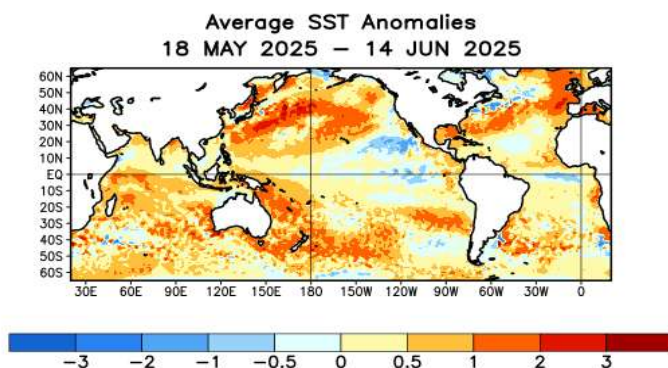 Average SST Anomalies
18 MAY 2025 – 14 JUN 2025
60N
50N
40N
30N
20N
10N
EQ
10S
20S
30S
40S
50S
60S
30E 60E 90E 120E 150E 180 150W 120W 90W 60W 30W 0
−3 −2 −1 −0.5 0 0.5 1 2 3